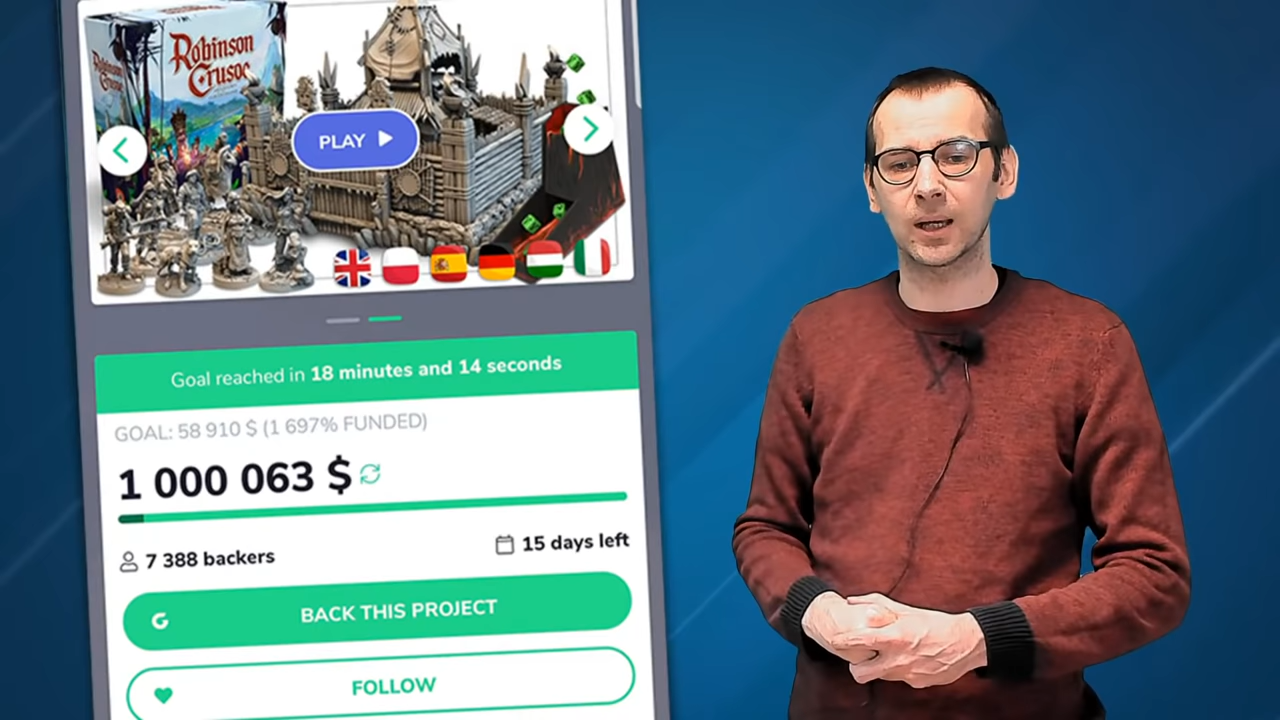 Robinson
Crusoe
PLAY
Goal reached in 18 minutes and 14 seconds
GOAL: 58 910 $ (1 697% FUNDED)
1 000 063 $
7 388 backers
15 days left
BACK THIS PROJECT
FOLLOW